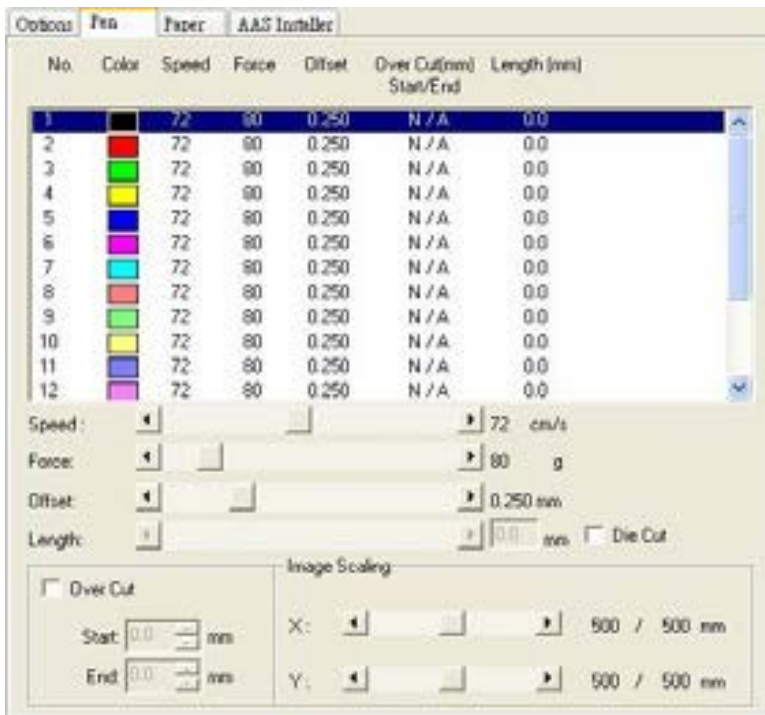 Options Pen Paper AAS Installer
No. Color Speed Force Offset Over Cut(mm) Length (mm)
Start/End
1 72 80 0.250 N / A 0.0
2 72 80 0.250 N / A 0.0
3 72 80 0.250 N / A 0.0
4 72 80 0.250 N / A 0.0
5 72 80 0.250 N / A 0.0
6 72 80 0.250 N / A 0.0
7 72 80 0.250 N / A 0.0
8 72 80 0.250 N / A 0.0
9 72 80 0.250 N / A 0.0
10 72 80 0.250 N / A 0.0
11 72 80 0.250 N / A 0.0
12 72 80 0.250 N / A 0.0
Speed : 72 cm/s
Force: 80 g
Offset: 0.250 mm
Length: 0.0 mm Die Cut
Over Cut
Start: 0.0 mm
End: 0.0 mm
Image Scaling
X: 500 / 500 mm
Y: 500 / 500 mm